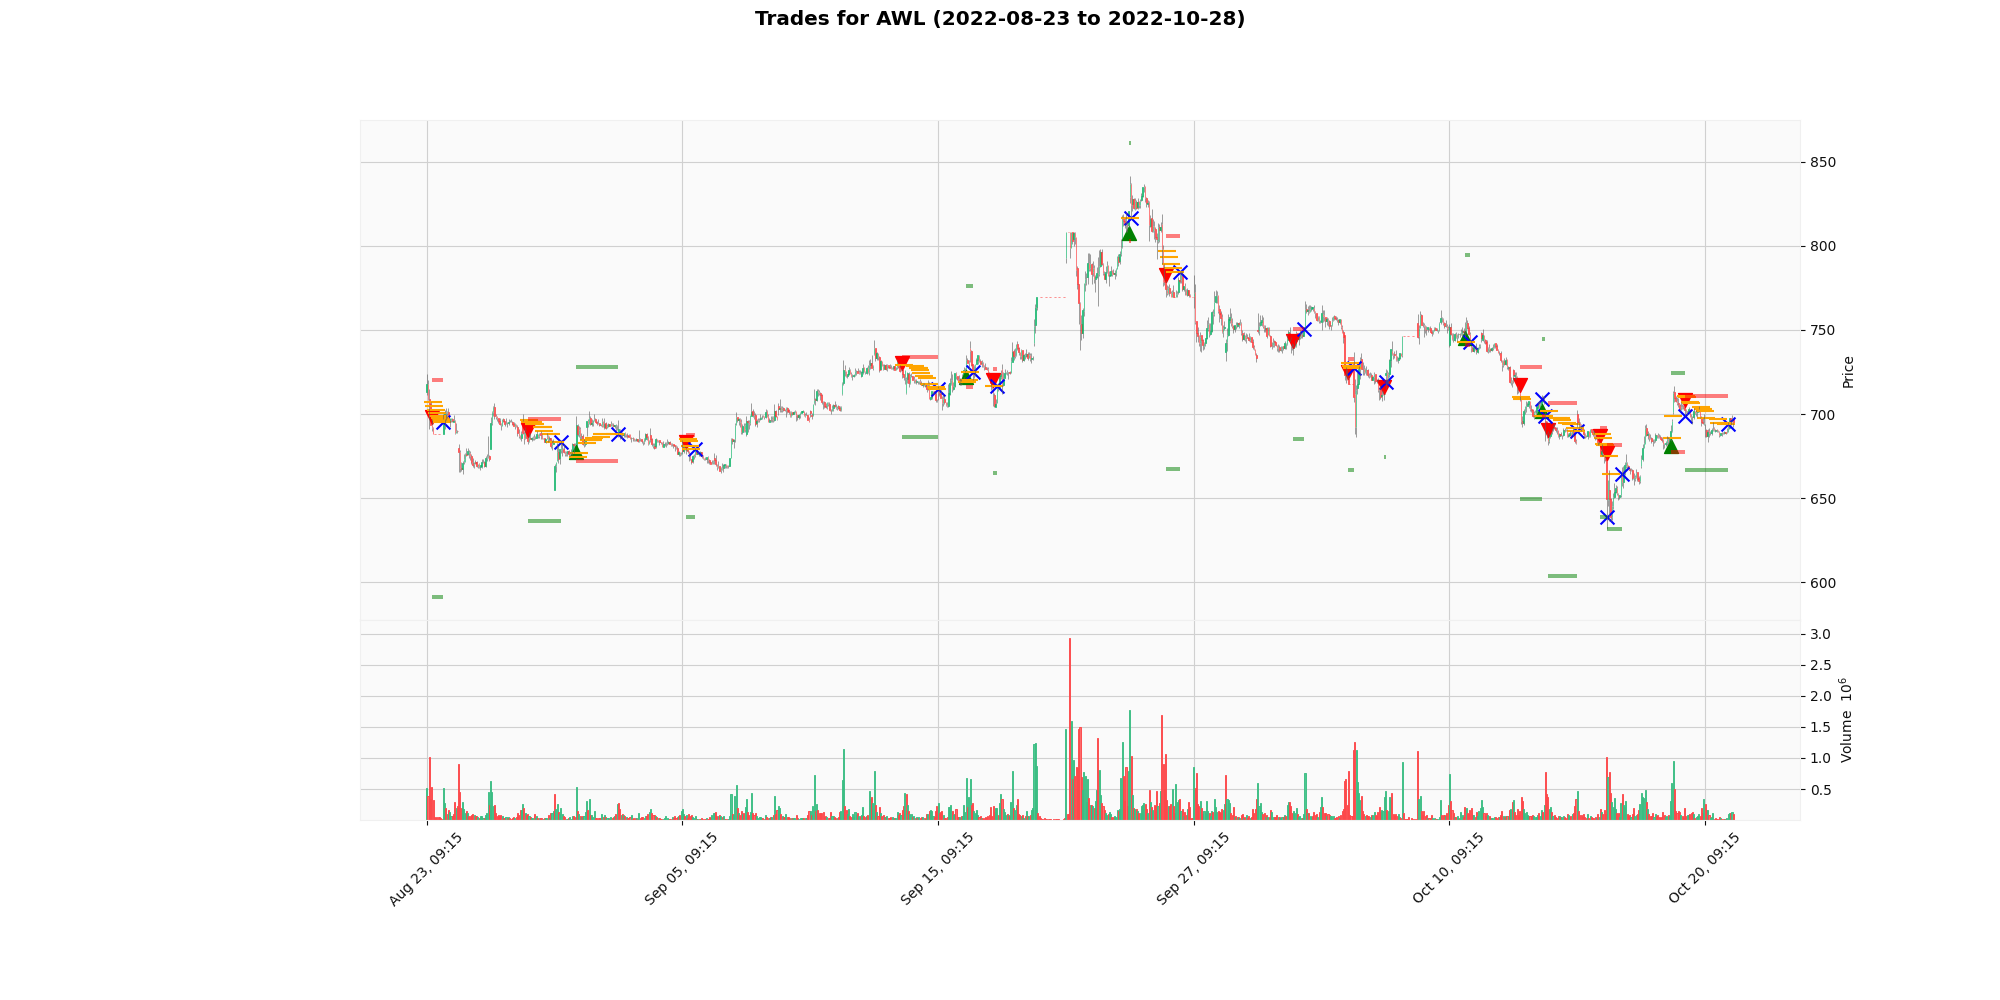 Trades for AWL (2022-08-23 to 2022-10-28)
850
800
750
700
650
600
Price
3.0
2.5
2.0
1.5
1.0
0.5
Volume 10⁶
Aug 23, 09:15
Sep 05, 09:15
Sep 15, 09:15
Sep 27, 09:15
Oct 10, 09:15
Oct 20, 09:15